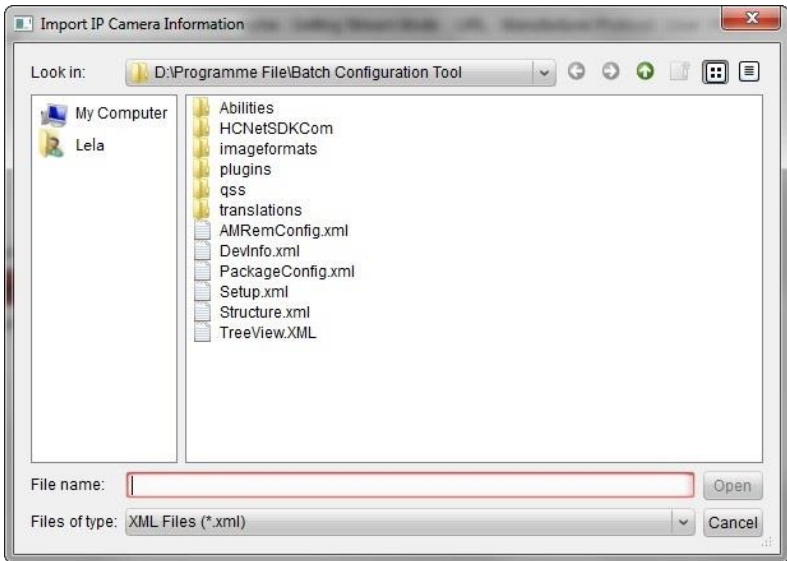 Import IP Camera Information
Look in:
D:\Programme File\Batch Configuration Tool
My Computer
Lela
Abilities
HCNetSDKCom
imageformats
plugins
qss
translations
AMRemConfig.xml
DevInfo.xml
PackageConfig.xml
Setup.xml
Structure.xml
TreeView.XML
File name:
Open
Files of type: XML Files (*.xml)
Cancel